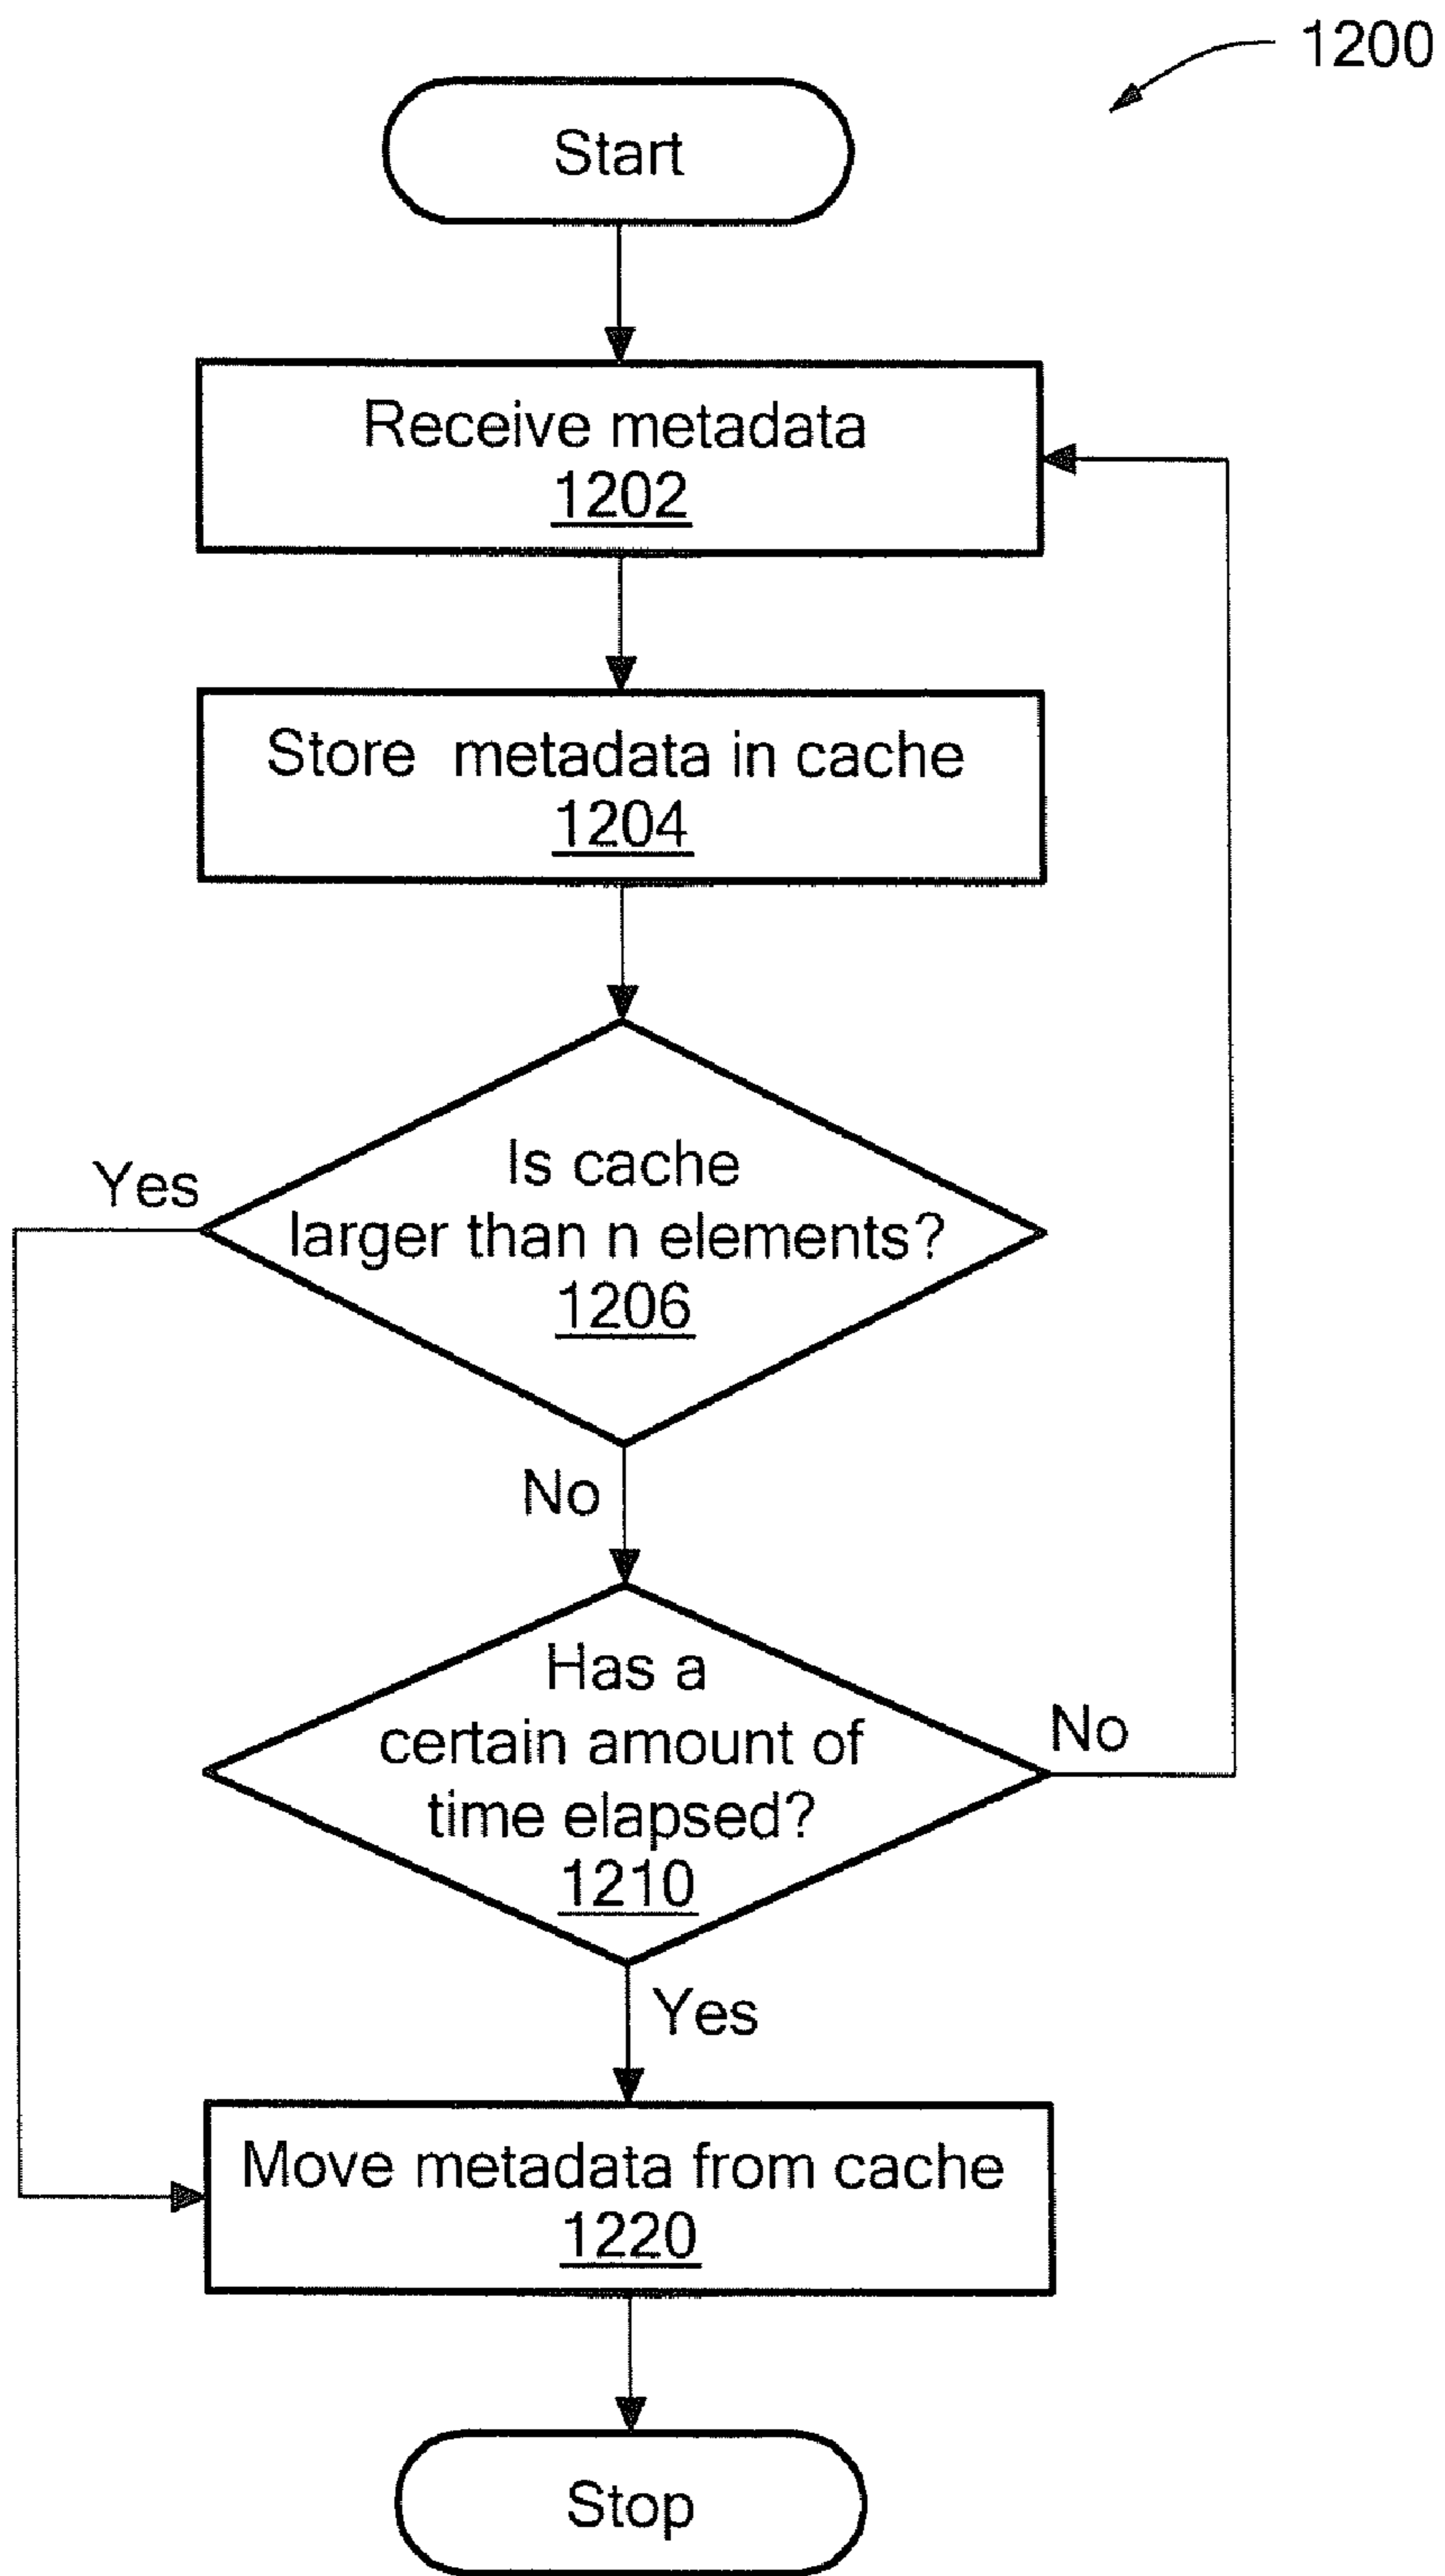 1200
Start
Receive metadata
1202
Store metadata in cache
1204
Is cache
larger than n elements?
1206
Yes
No
Has a
certain amount of
time elapsed?
1210
No
Yes
Move metadata from cache
1220
Stop